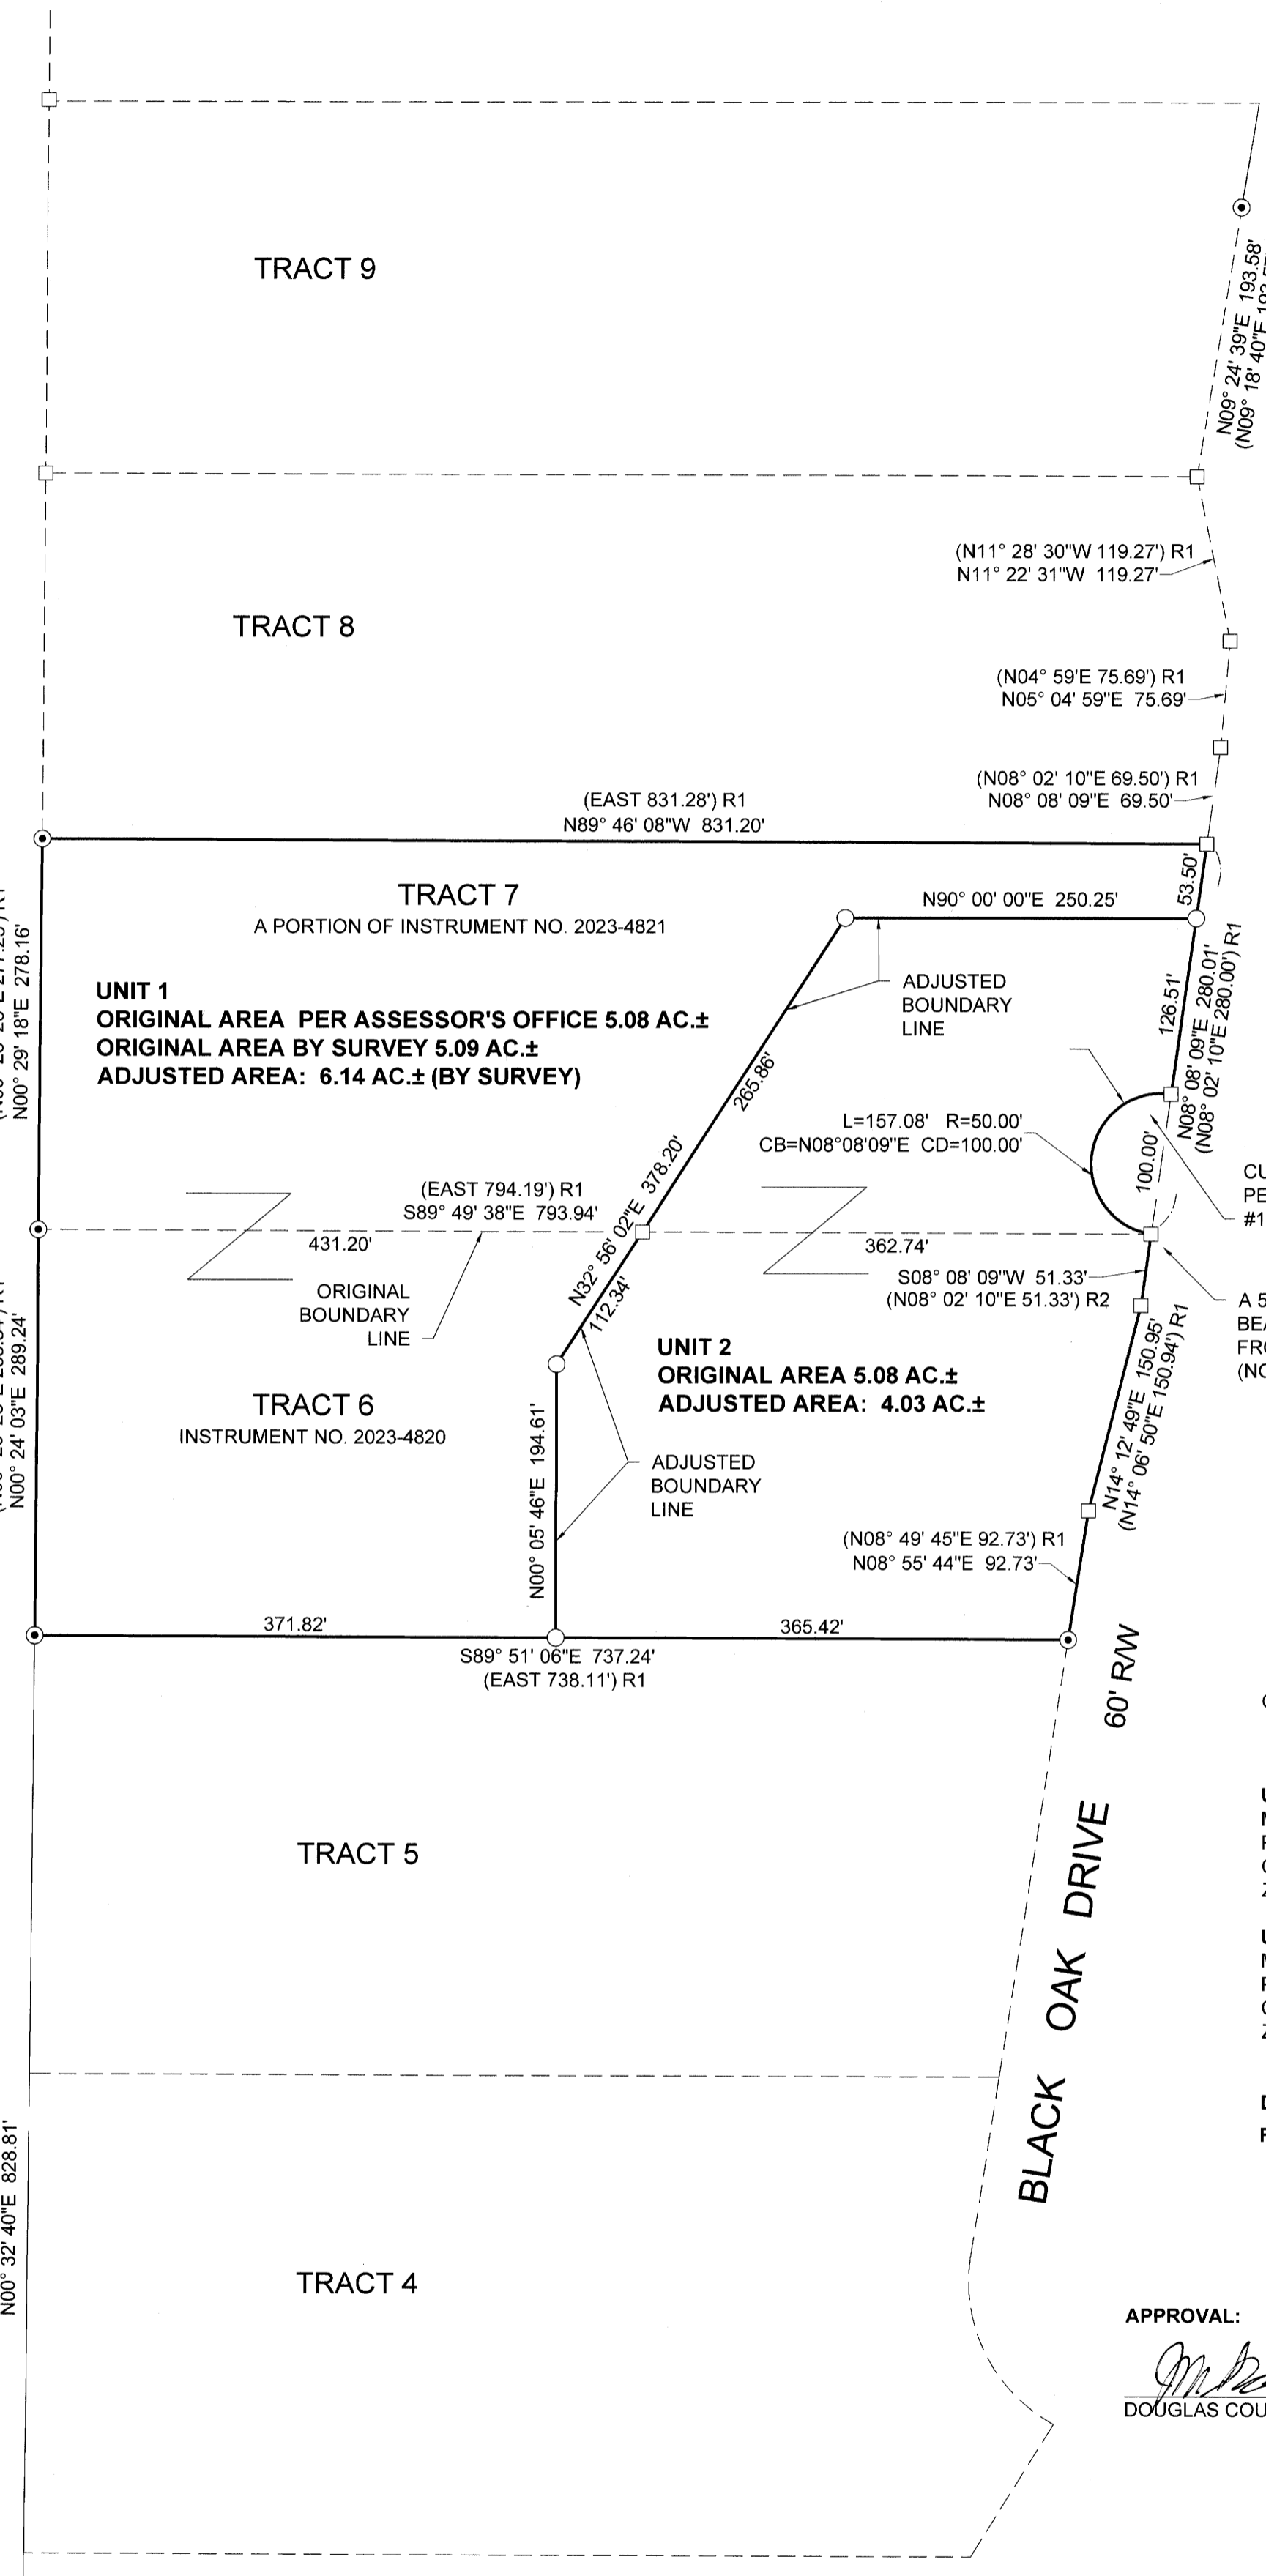 TRACT 9
N09° 24' 39"E 193.58'
(N09° 18' 40"E
(N11° 28' 30"W 119.27') R1
N11° 22' 31"W 119.27'
TRACT 8
(N04° 59'E 75.69') R1
N05° 04' 59"E 75.69'
(N08° 02' 10"E 69.50') R1
N08° 08' 09"E 69.50'
(EAST 831.28') R1
N89° 46' 08"W 831.20'
53.50'
TRACT 7
A PORTION OF INSTRUMENT NO. 2023-4821
N90° 00' 00"E 250.25'
N00° 29' 18"E 278.16'
UNIT 1
ORIGINAL AREA PER ASSESSOR'S OFFICE 5.08 AC.±
ORIGINAL AREA BY SURVEY 5.09 AC.±
ADJUSTED AREA: 6.14 AC.± (BY SURVEY)
ADJUSTED
BOUNDARY
LINE
126.51'
N08° 08' 09"E 280.01'
(N08° 02' 10"E 280.00') R1
265.86'
L=157.08' R=50.00'
CB=N08°08'09"E CD=100.00'
100.00'
CU
PE
#1
N32° 56' 02"E 378.20'
(EAST 794.19') R1
S89° 49' 38"E 793.94'
431.20'
362.74'
ORIGINAL
BOUNDARY
LINE
S08° 08' 09"W 51.33'
(N08° 02' 10"E 51.33') R2
A 5
BEA
FRO
(NO
112.34'
UNIT 2
ORIGINAL AREA 5.08 AC.±
ADJUSTED AREA: 4.03 AC.±
N00° 24' 03"E 289.24'
TRACT 6
INSTRUMENT NO. 2023-4820
N14° 12' 49"E 150.95'
(N14° 06' 50"E 150.94') R1
N00° 05' 46"E 194.61'
ADJUSTED
BOUNDARY
LINE
(N08° 49' 45"E 92.73') R1
N08° 55' 44"E 92.73'
371.82'
365.42'
S89° 51' 06"E 737.24'
(EAST 738.11') R1
60' R/W
BLACK OAK DRIVE
TRACT 5
N00° 32' 40"E 828.81'
TRACT 4
APPROVAL:
DOUGLAS COU